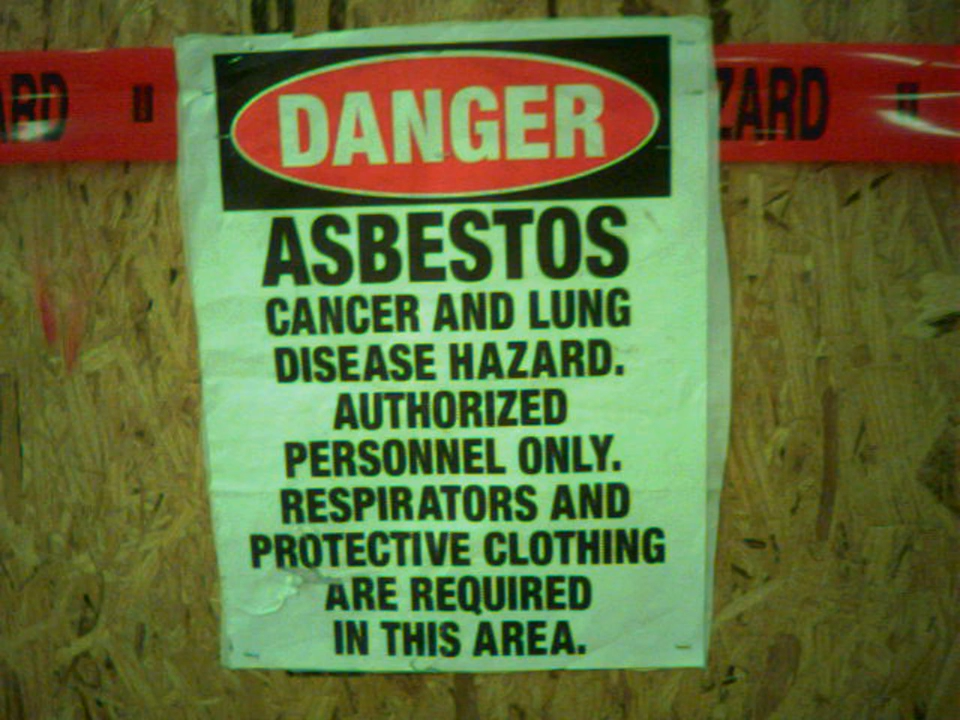 DANGER
ASBESTOS
CANCER AND LUNG
DISEASE HAZARD.
AUTHORIZED
PERSONNEL ONLY.
RESPIRATORS AND
PROTECTIVE CLOTHING
ARE REQUIRED
IN THIS AREA.
ARD
ZARD